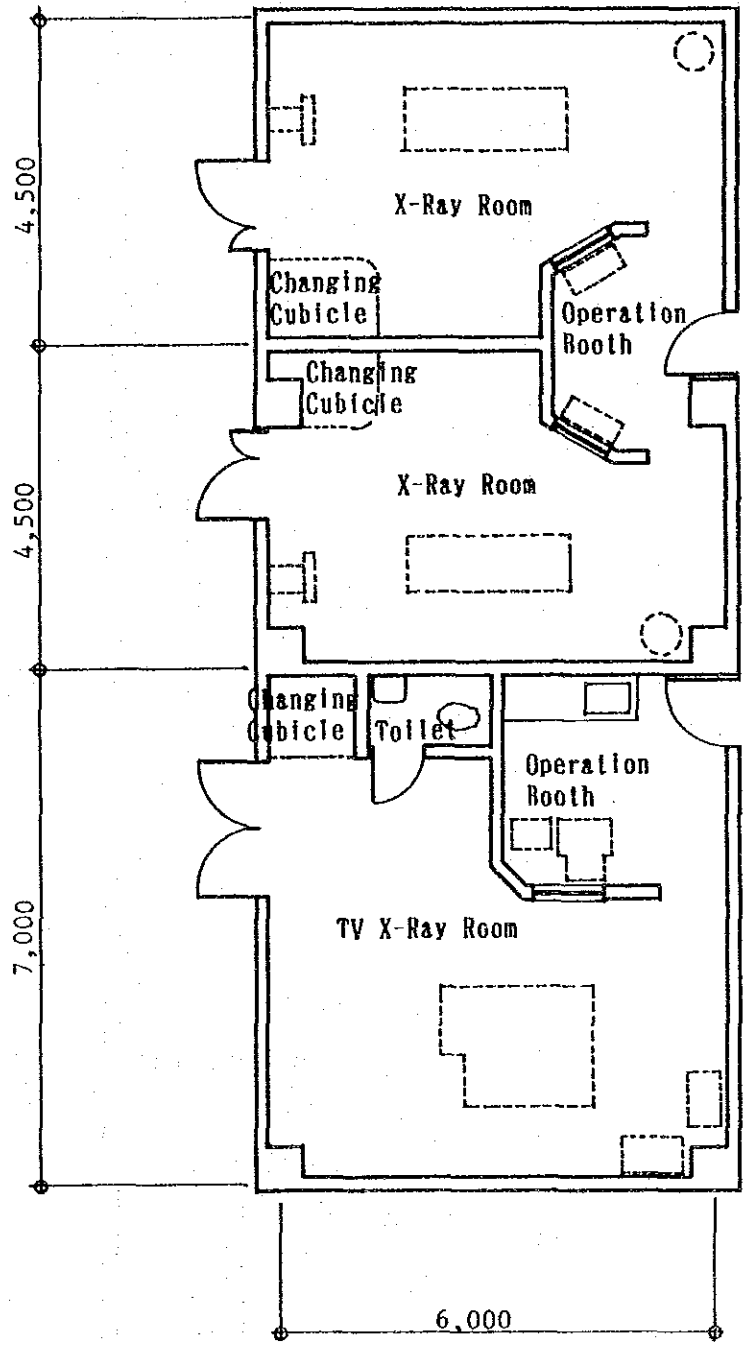 4,500
X-Ray Room
Changing
Cubicle
Operation
Booth
Changing
Cubicle
4,500
X-Ray Room
Changing
Cubicle
Toilet
Operation
Booth
7,000
TV X-Ray Room
6,000